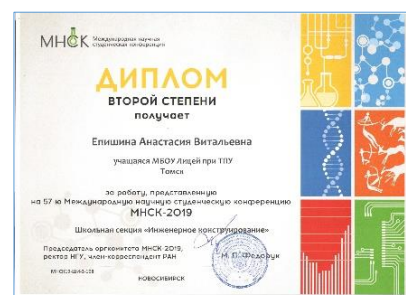 МНСК Международная научная
студенческая конференция
ДИПЛОМ
ВТОРОЙ СТЕПЕНИ
получает
Епишина Анастасия Витальевна
учащаяся МБОУ Лицей при ТПУ
Томск
за работу, представленную
на 57-ю Международную научную студенческую конференцию
МНСК-2019
Школьная секция «Инженерное конструирование»
Председатель оргкомитета МНСК 2019,
ректор НГУ, член-корреспондент РАН
М. П. Федорук
НОВОСИБИРСК